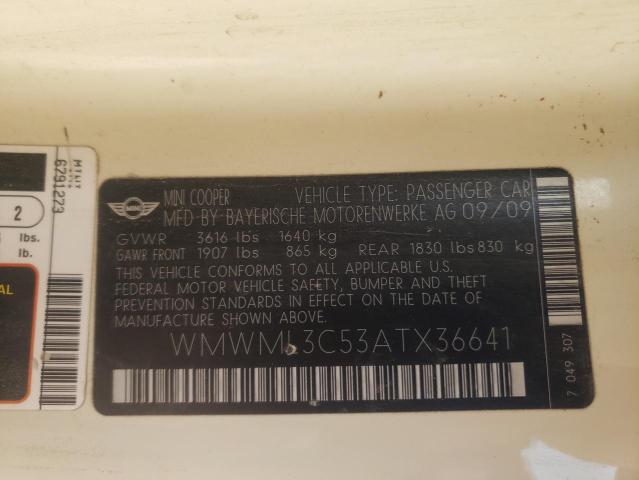 6791223
2
lbs.
lb.
AL
MINI
MINI COOPER VEHICLE TYPE: PASSENGER CAR
MFD BY BAYERISCHE MOTORENWERKE AG 09/09
GVWR 3616 lbs 1640 kg
GAWR FRONT 1907 lbs 865 kg REAR 1830 lbs 830 kg
THIS VEHICLE CONFORMS TO ALL APPLICABLE U.S.
FEDERAL MOTOR VEHICLE SAFETY, BUMPER AND THEFT
PREVENTION STANDARDS IN EFFECT ON THE DATE OF
MANUFACTURE SHOWN ABOVE.
WMWML3C53ATX36641
7 049 307